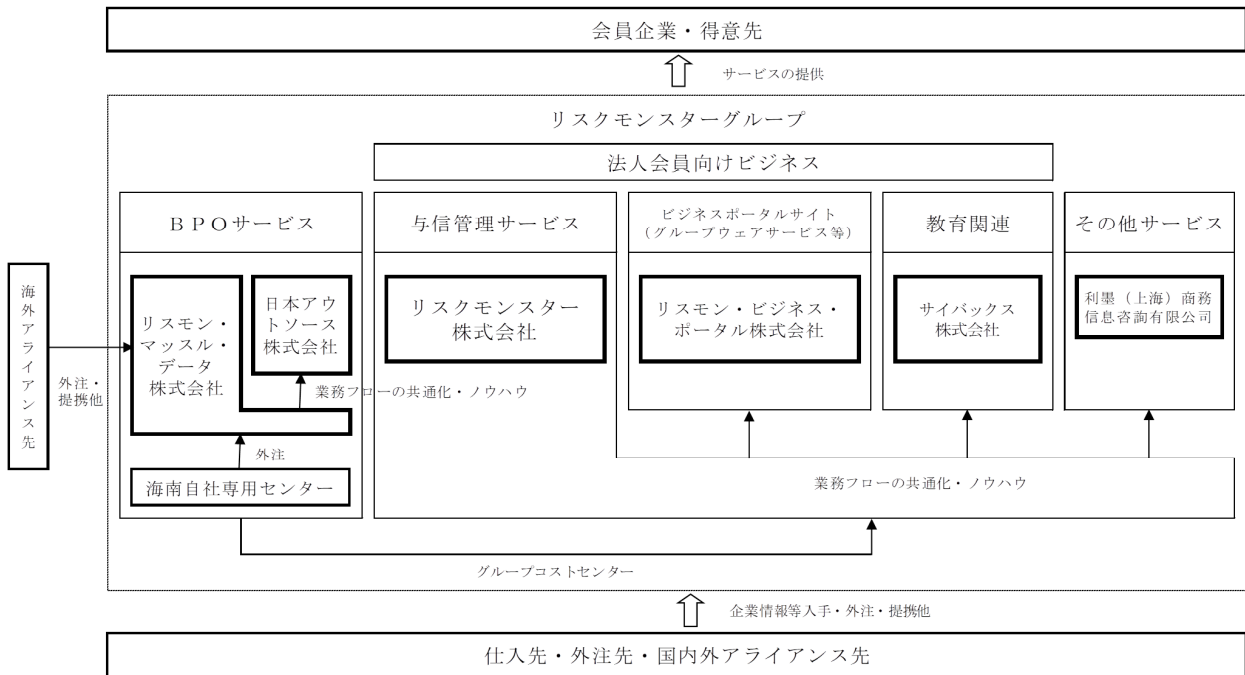 会員企業・得意先
サービスの提供
リスクモンスターグループ
法人会員向けビジネス
ＢＰＯサービス
与信管理サービス
ビジネスポータルサイト
（グループウェアサービス等）
教育関連
その他サービス
海外アライアンス先
外注・
提携他
リスモン・
マッスル・
データ
株式会社
日本アウ
トソース
株式会社
リスクモンスター
株式会社
リスモン・ビジネス・
ポータル株式会社
サイバックス
株式会社
利墨（上海）商務
信息咨詢有限公司
業務フローの共通化・ノウハウ
外注
海南自社専用センター
業務フローの共通化・ノウハウ
グループコストセンター
企業情報等入手・外注・提携他
仕入先・外注先・国内外アライアンス先